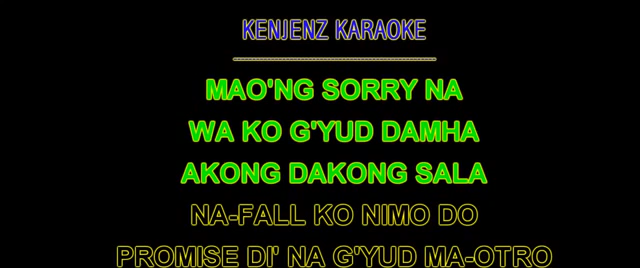 KENJENZ KARAOKE
MAO'NG SORRY NA
WA KO G'YUD DAMHA
AKONG DAKONG SALA
NA-FALL KO NIMO DO
PROMISE DI' NA G'YUD MA-OTRO